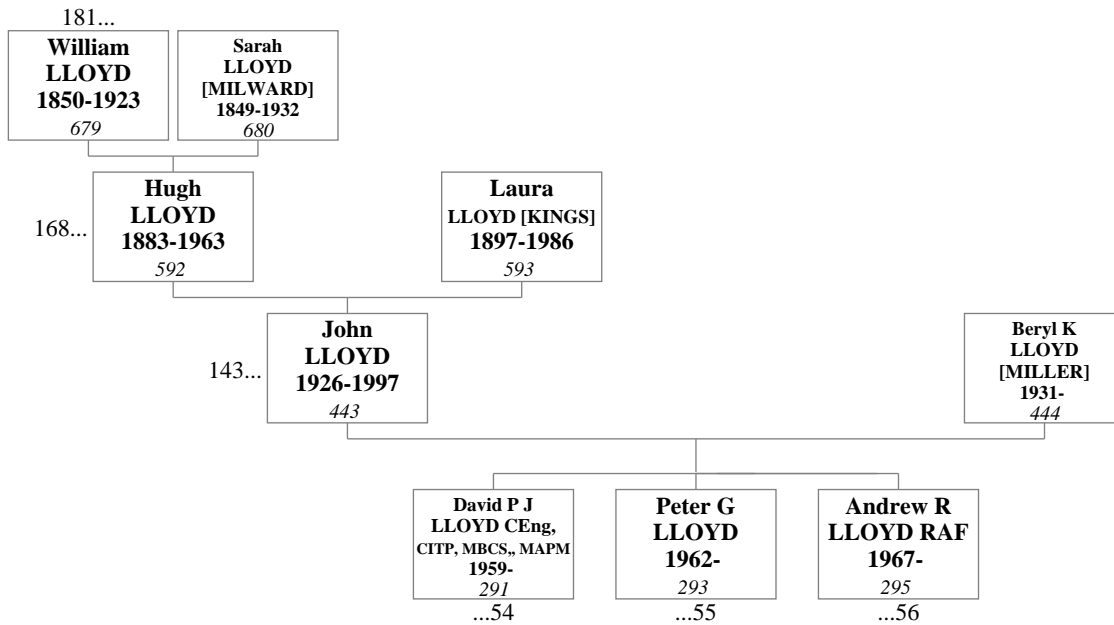 181...
William
LLOYD
1850-1923
679
Sarah
LLOYD
[MILWARD]
1849-1932
680
168...
Hugh
LLOYD
1883-1963
592
Laura
LLOYD [KINGS]
1897-1986
593
143...
John
LLOYD
1926-1997
443
Beryl K
LLOYD
[MILLER]
1931-
444
David P J
LLOYD CEng,
CITP, MBCS,, MAPM
1959-
291
...54
Peter G
LLOYD
1962-
293
...55
Andrew R
LLOYD RAF
1967-
295
...56